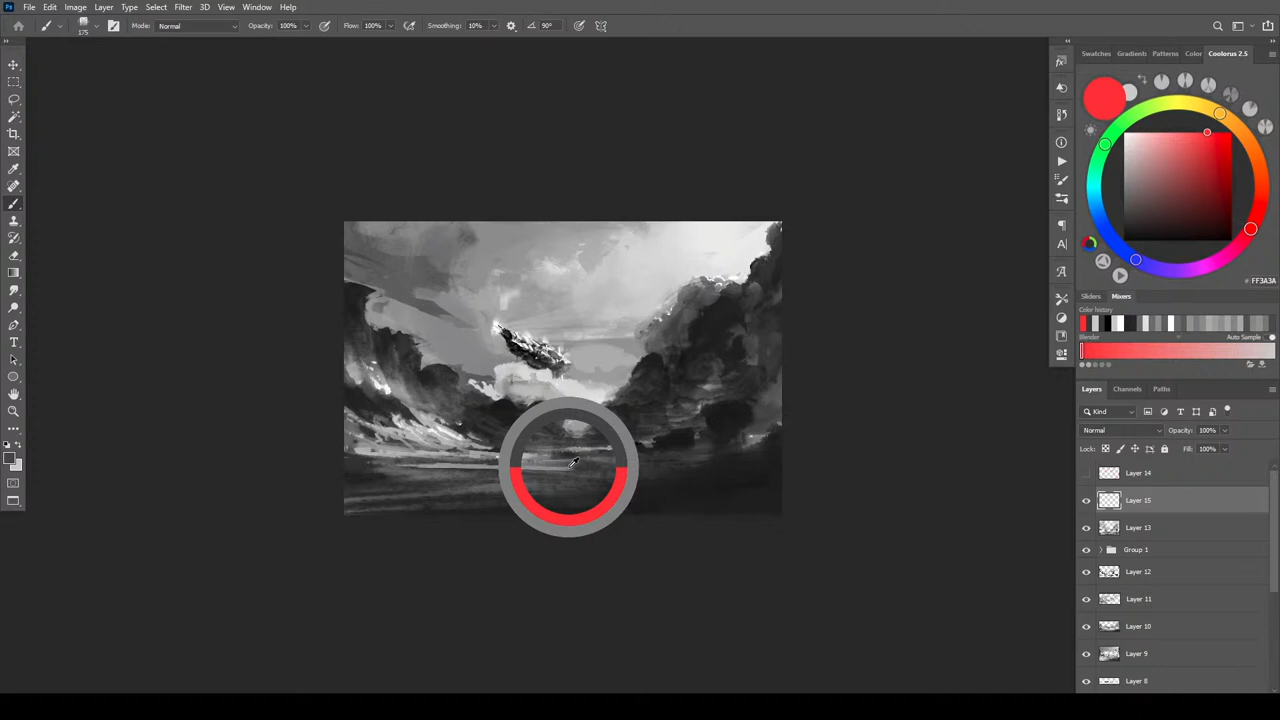 Ps File Edit Image Layer Type Select Filter 3D View Window Help
175 Mode: Normal Opacity: 100% Flow: 100% Smoothing: 10% 90°
Swatches Gradients Patterns Color Coolorus 2.5
# FF3A3A
Sliders Mixers
Color history
Blender Auto Sample
Layers Channels Paths
Kind
Normal Opacity: 100%
Lock: Fill: 100%
Layer 14
Layer 15
Layer 13
Group 1
Layer 12
Layer 11
Layer 10
Layer 9
Layer 8